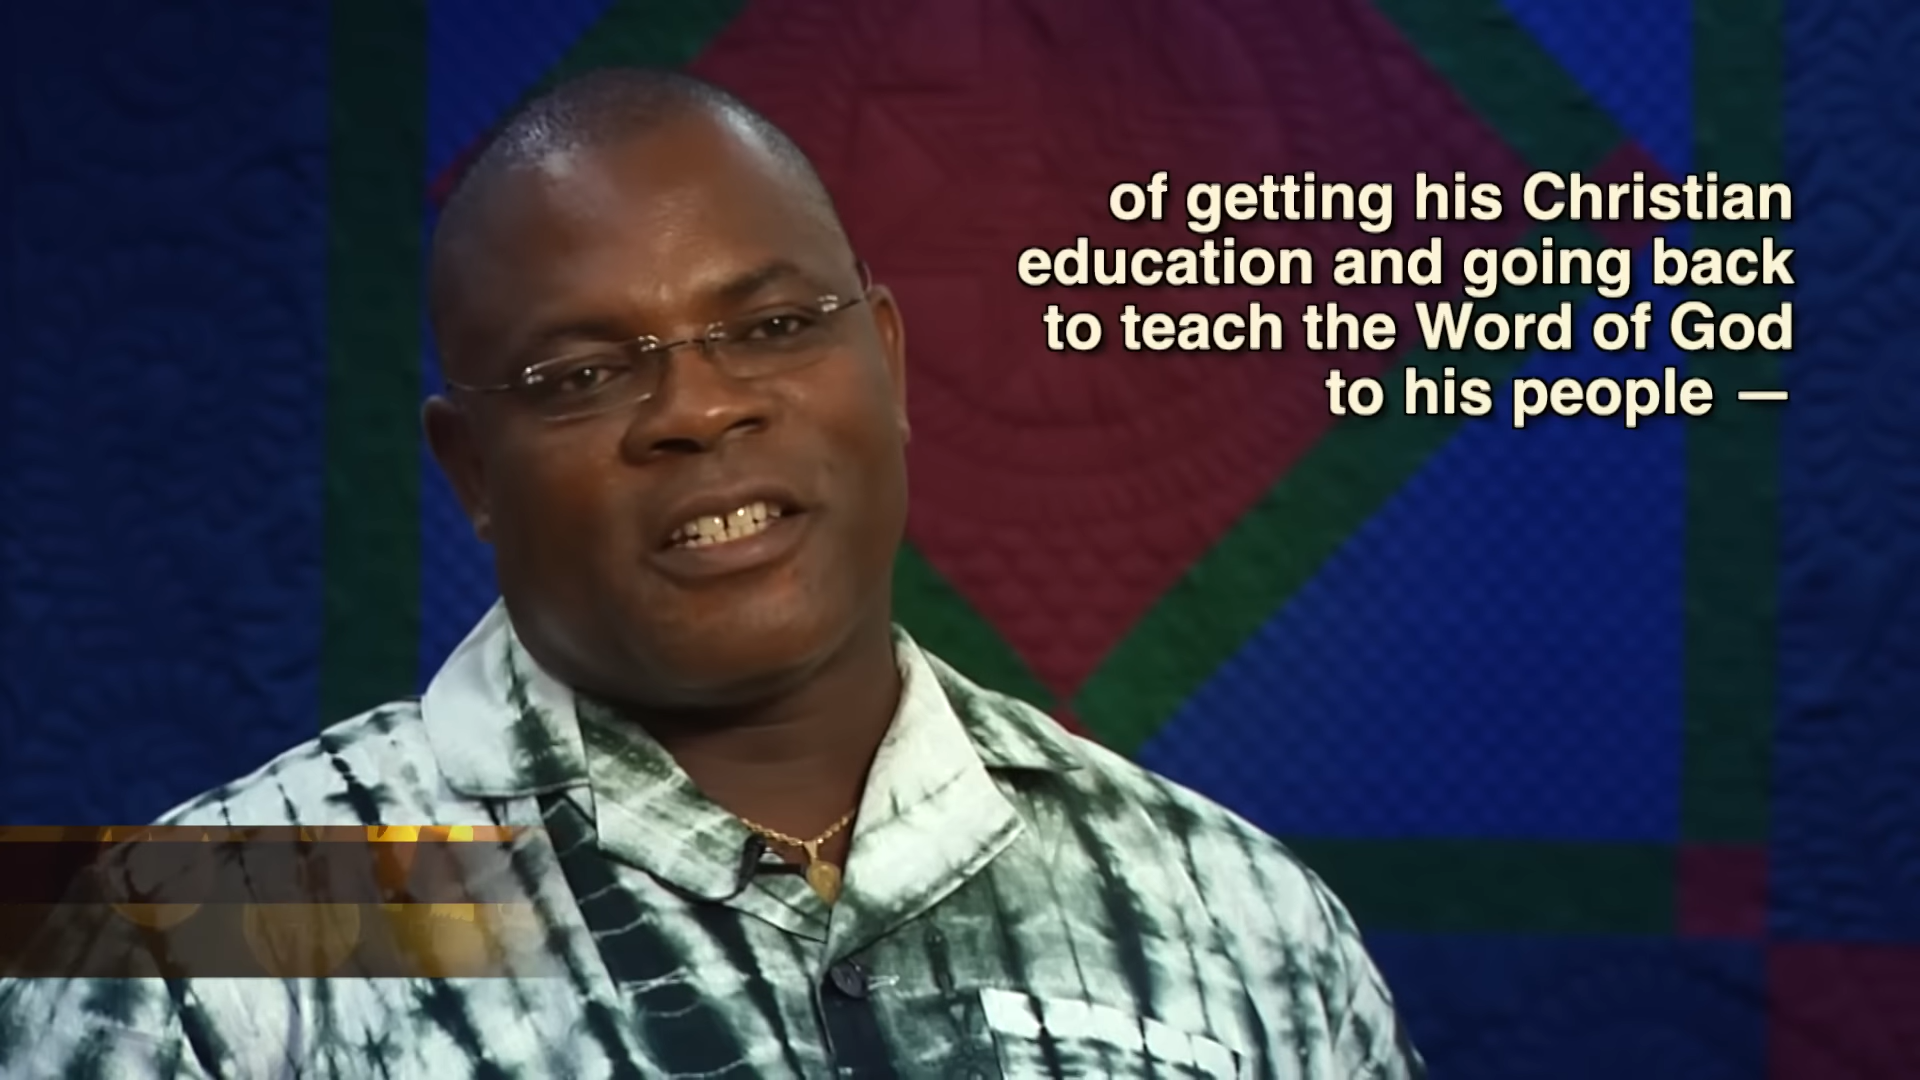 of getting his Christian
education and going back
to teach the Word of God
to his people —